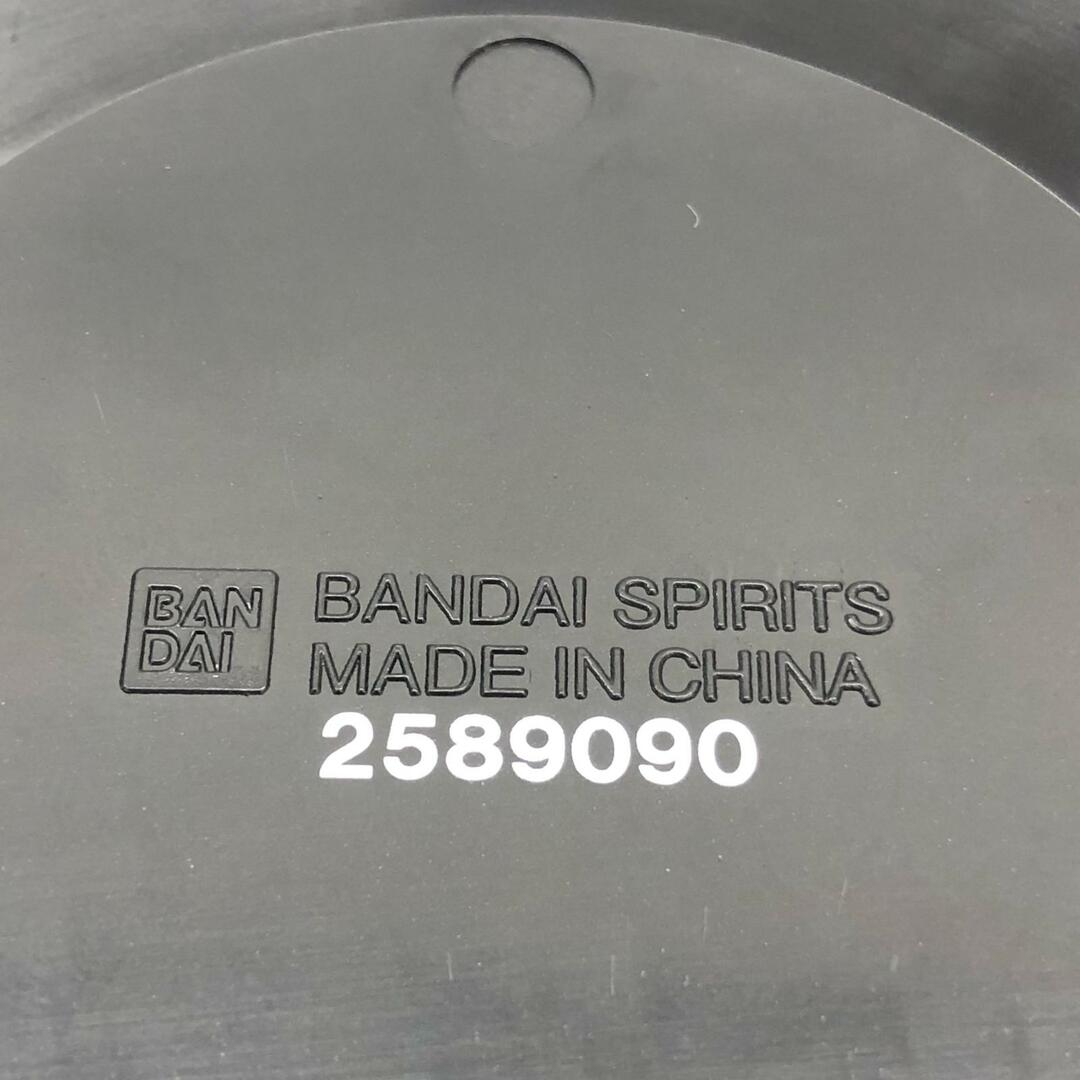 BAN
DAI
BANDAI SPIRITS
MADE IN CHINA
2589090